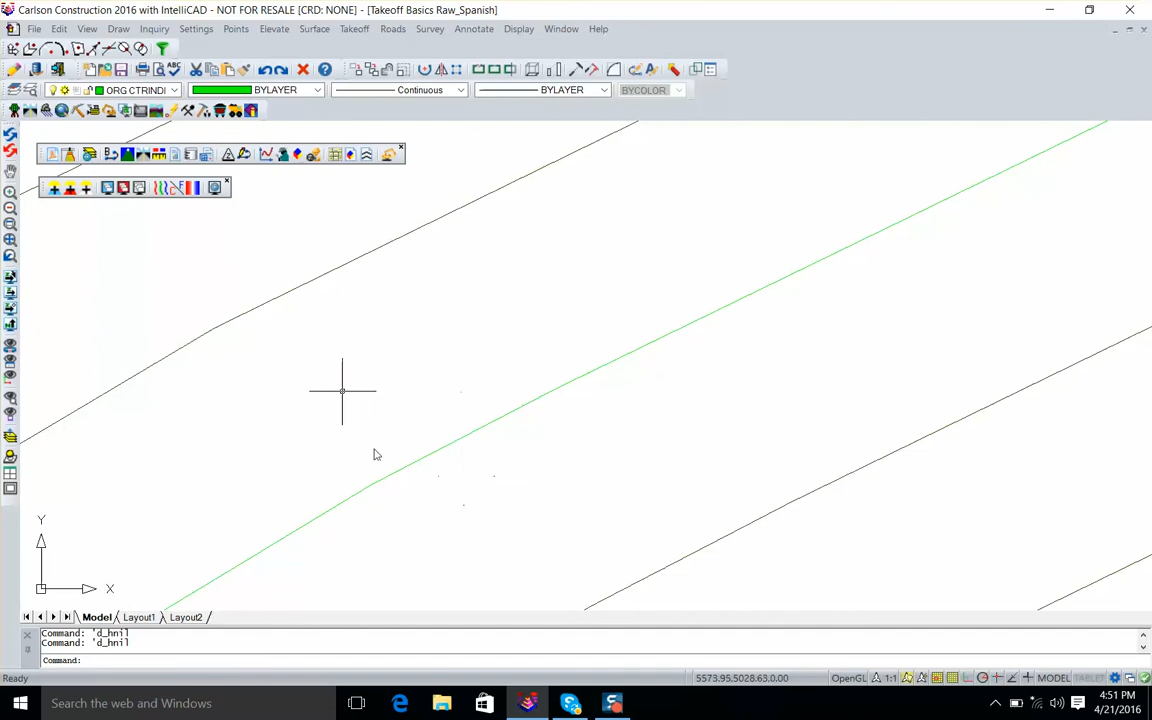 Carlson Construction 2016 with IntelliCAD - NOT FOR RESALE [CRD: NONE] - [Takeoff Basics Raw_Spanish]
File Edit View Draw Inquiry Settings Points Elevate Surface Takeoff Roads Survey Annotate Display Window Help
ORG CTRINDI BYLAYER Continuous BYLAYER BYCOLOR
Y
X
Model Layout1 Layout2
Command: 'd_hnil
Command: 'd_hnil
Command:
Ready 5573.95,5028.63,0.00 OpenGL 1:1 MODEL TABLET
Search the web and Windows
4:51 PM
4/21/2016